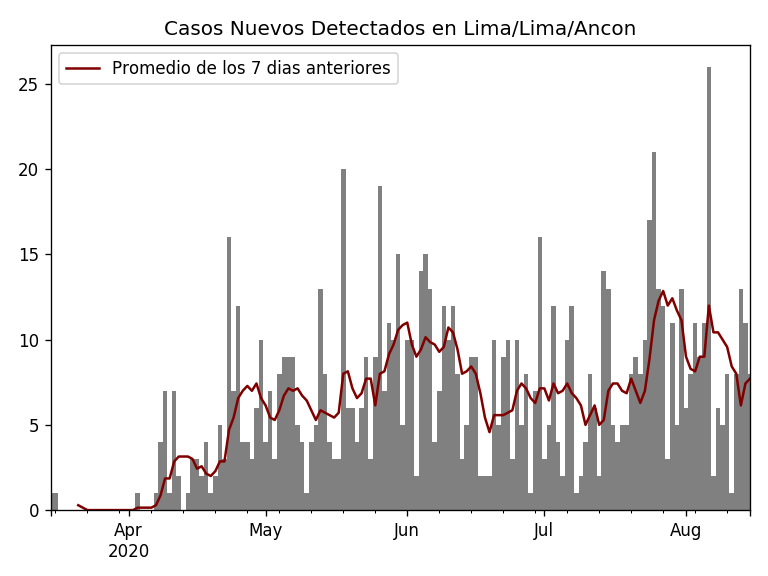 Casos Nuevos Detectados en Lima/Lima/Ancon
Promedio de los 7 dias anteriores
25
20
15
10
5
0
Apr
2020
May
Jun
Jul
Aug